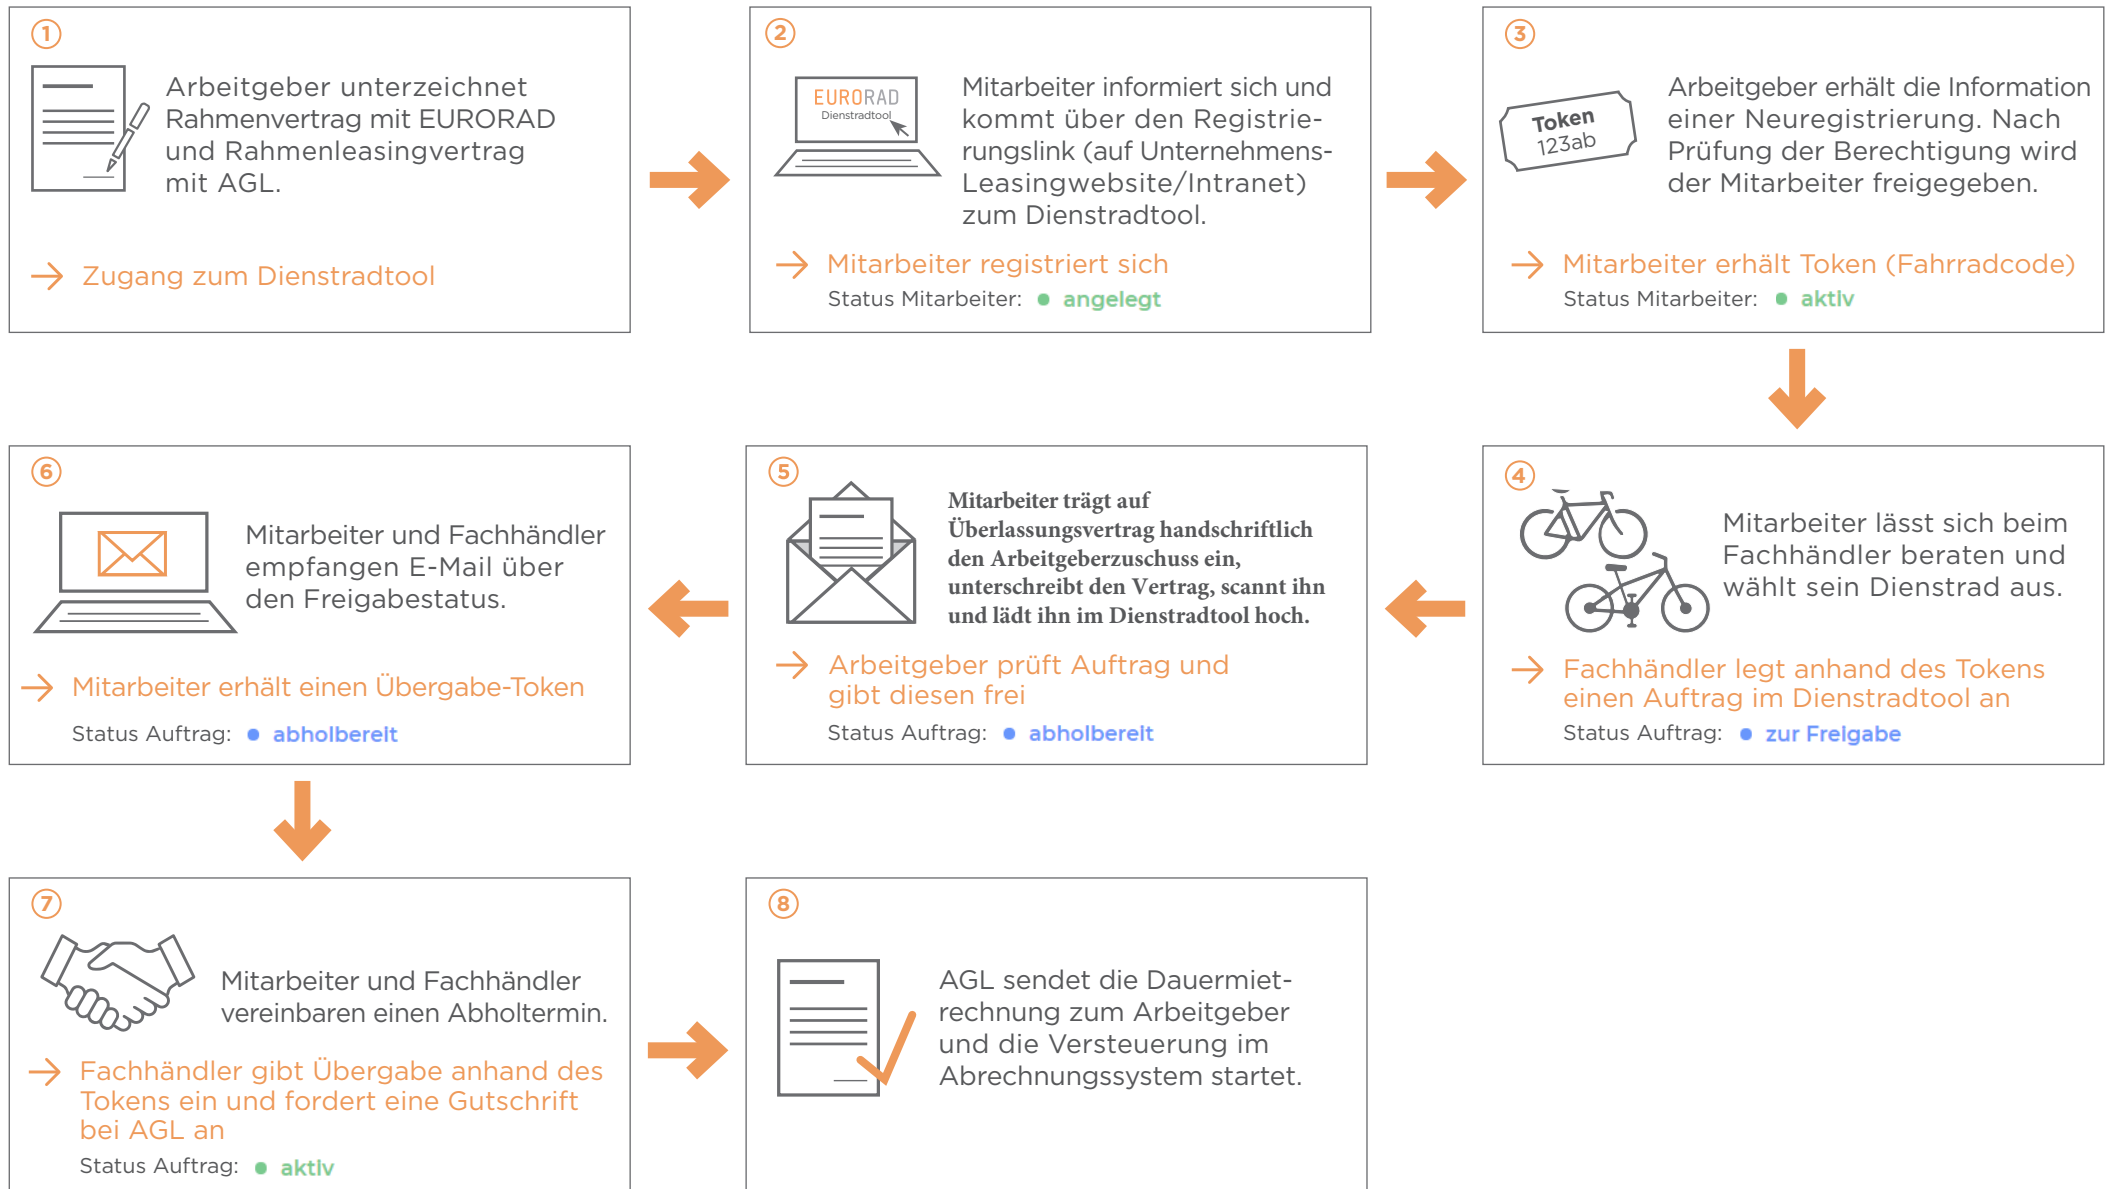 1
Arbeitgeber unterzeichnet
Rahmenvertrag mit EURORAD
und Rahmenleasingvertrag
mit AGL.
Zugang zum Dienstradtool
2
EURORAD
Dienstradtool
Mitarbeiter informiert sich und
kommt über den Registrie-
rungslink (auf Unternehmens-
Leasingwebsite/Intranet)
zum Dienstradtool.
Mitarbeiter registriert sich
Status Mitarbeiter: angelegt
3
Token
123ab
Arbeitgeber erhält die Information
einer Neuregistrierung. Nach
Prüfung der Berechtigung wird
der Mitarbeiter freigegeben.
Mitarbeiter erhält Token (Fahrradcode)
Status Mitarbeiter: aktiv
4
Mitarbeiter lässt sich beim
Fachhändler beraten und
wählt sein Dienstrad aus.
Fachhändler legt anhand des Tokens
einen Auftrag im Dienstradtool an
Status Auftrag: zur Freigabe
5
Mitarbeiter trägt auf
Überlassungsvertrag handschriftlich
den Arbeitgeberzuschuss ein,
unterschreibt den Vertrag, scannt ihn
und lädt ihn im Dienstradtool hoch.
Arbeitgeber prüft Auftrag und
gibt diesen frei
Status Auftrag: abholbereit
6
Mitarbeiter und Fachhändler
empfangen E-Mail über
den Freigabestatus.
Mitarbeiter erhält einen Übergabe-Token
Status Auftrag: abholbereit
7
Mitarbeiter und Fachhändler
vereinbaren einen Abholtermin.
Fachhändler gibt Übergabe anhand des
Tokens ein und fordert eine Gutschrift
bei AGL an
Status Auftrag: aktiv
8
AGL sendet die Dauermiet-
rechnung zum Arbeitgeber
und die Versteuerung im
Abrechnungssystem startet.